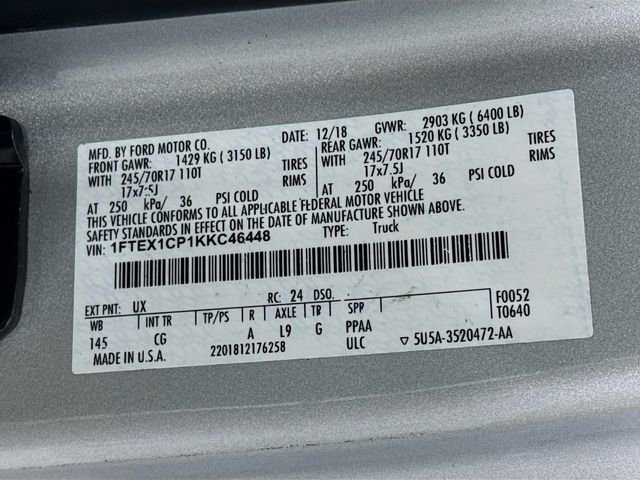 MFD. BY FORD MOTOR CO. DATE: 12/18 GVWR: 2903 KG ( 6400 LB)
FRONT GAWR: 1429 KG ( 3150 LB) REAR GAWR: 1520 KG ( 3350 LB)
WITH 245/70R17 110T TIRES WITH 245/70R17 110T TIRES
17x7.5J RIMS 17x7.5J RIMS
AT 250 kPa/ 36 PSI COLD AT 250 kPa/ 36 PSI COLD
THIS VEHICLE CONFORMS TO ALL APPLICABLE FEDERAL MOTOR VEHICLE
SAFETY STANDARDS IN EFFECT ON THE DATE OF MANUFACTURE SHOWN ABOVE.
VIN: 1FTEX1CP1KKC46448 TYPE: Truck
EXT PNT: UX RC: 24 DSO: F0052
WB INT TR TP/PS R AXLE TB SPP T0640
145 CG A L9 G PPAA
MADE IN U.S.A. 2201812176258 ULC ▽ 5U5A-3520472-AA